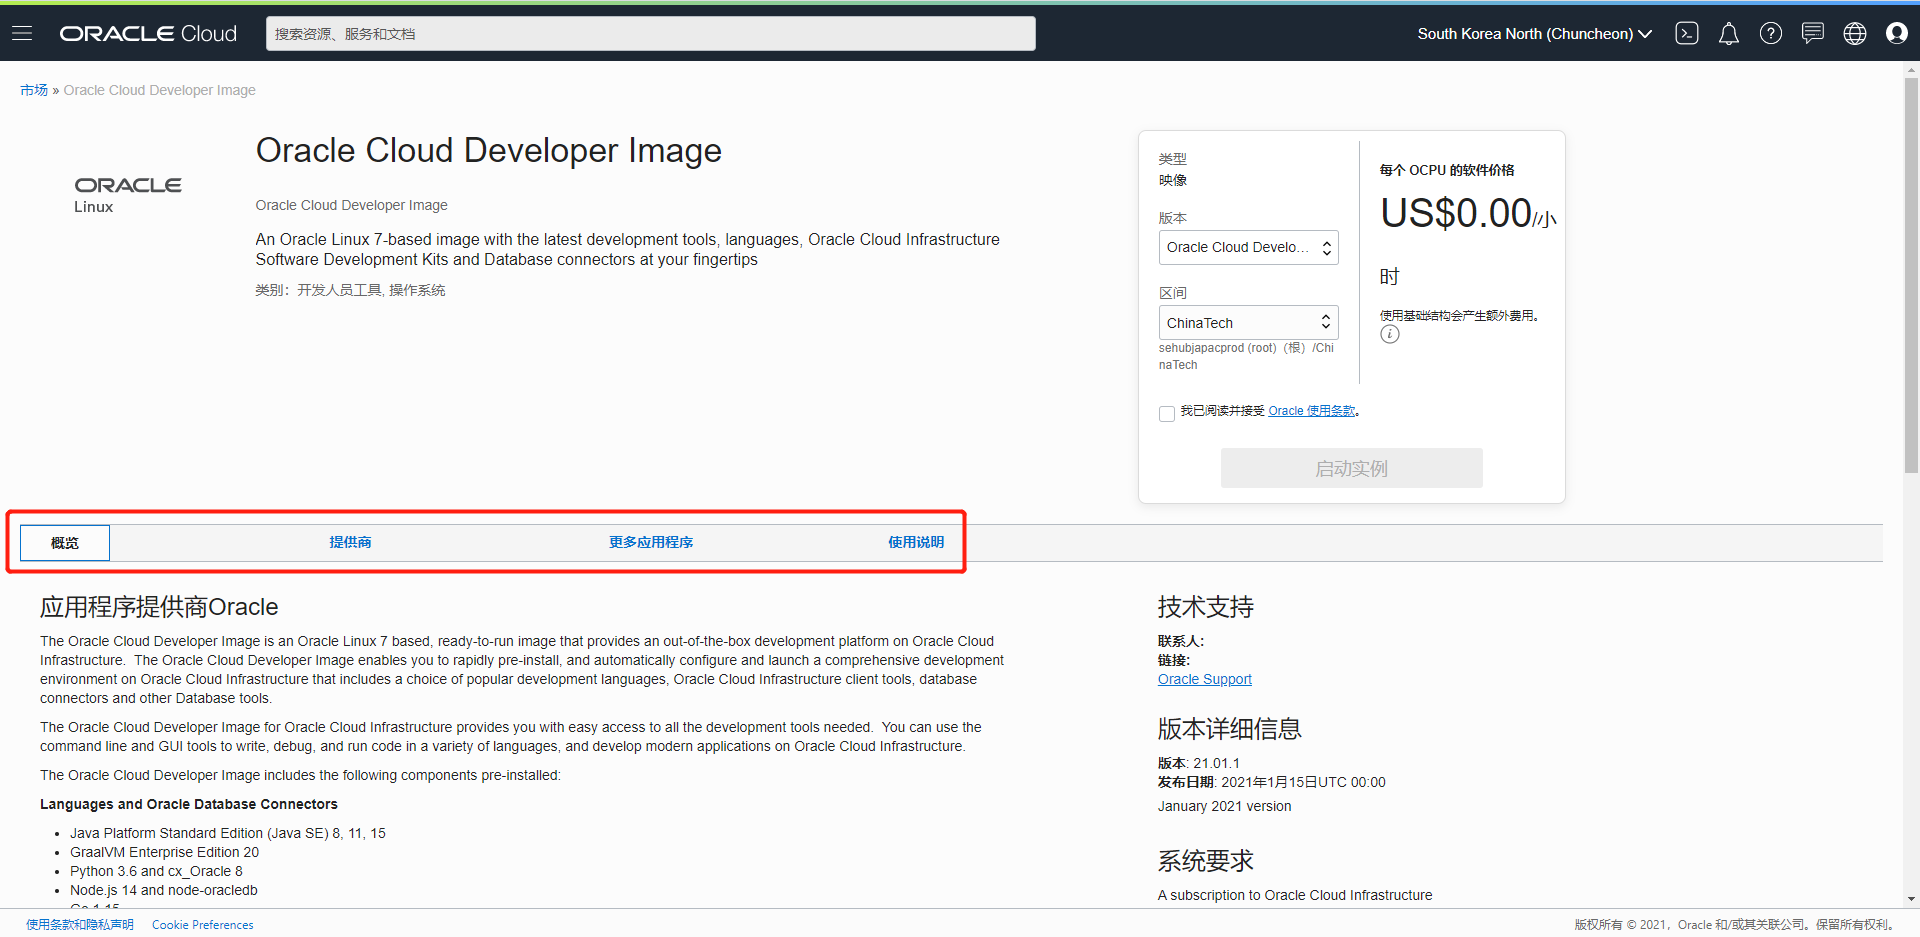 ORACLE Cloud
搜索资源、服务和文档
South Korea North (Chuncheon)
市场 » Oracle Cloud Developer Image
ORACLE
Linux
Oracle Cloud Developer Image
Oracle Cloud Developer Image
An Oracle Linux 7-based image with the latest development tools, languages, Oracle Cloud Infrastructure
Software Development Kits and Database connectors at your fingertips
类别：开发人员工具, 操作系统
类型
映像
版本
Oracle Cloud Develo...
区间
ChinaTech
sehubjapacprod (root)（根）/Chi
naTech
每个 OCPU 的软件价格
US$0.00/小
时
使用基础结构会产生额外费用。
我已阅读并接受 Oracle 使用条款。
启动实例
概览
提供商
更多应用程序
使用说明
应用程序提供商Oracle
The Oracle Cloud Developer Image is an Oracle Linux 7 based, ready-to-run image that provides an out-of-the-box development platform on Oracle Cloud
Infrastructure.  The Oracle Cloud Developer Image enables you to rapidly pre-install, and automatically configure and launch a comprehensive development
environment on Oracle Cloud Infrastructure that includes a choice of popular development languages, Oracle Cloud Infrastructure client tools, database
connectors and other Database tools.
The Oracle Cloud Developer Image for Oracle Cloud Infrastructure provides you with easy access to all the development tools needed.  You can use the
command line and GUI tools to write, debug, and run code in a variety of languages, and develop modern applications on Oracle Cloud Infrastructure.
The Oracle Cloud Developer Image includes the following components pre-installed:
Languages and Oracle Database Connectors
• Java Platform Standard Edition (Java SE) 8, 11, 15
• GraalVM Enterprise Edition 20
• Python 3.6 and cx_Oracle 8
• Node.js 14 and node-oracledb
Go 1.15
技术支持
联系人:
链接:
Oracle Support
版本详细信息
版本: 21.01.1
发布日期: 2021年1月15日UTC 00:00
January 2021 version
系统要求
A subscription to Oracle Cloud Infrastructure
使用条款和隐私声明
Cookie Preferences
版权所有 © 2021，Oracle 和/或其关联公司。保留所有权利。